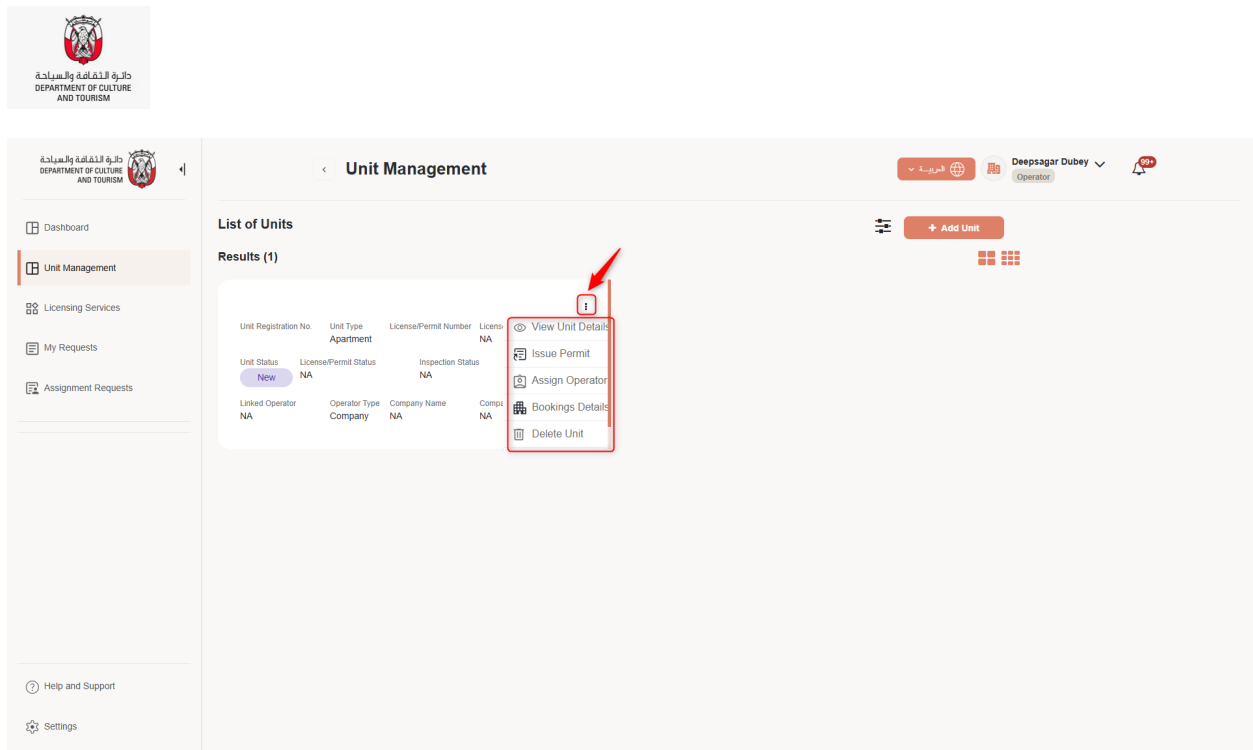 دائرة الثقافة والسياحة
DEPARTMENT OF CULTURE
AND TOURISM
دائرة الثقافة والسياحة
DEPARTMENT OF CULTURE
AND TOURISM
Unit Management
العربية
Deepsagar Dubey
Operator
99+
Dashboard
Unit Management
Licensing Services
My Requests
Assignment Requests
Help and Support
Settings
List of Units
+ Add Unit
Results (1)
Unit Registration No. Unit Type License/Permit Number
Apartment NA
Unit Status License/Permit Status Inspection Status
New NA NA
Linked Operator Operator Type Company Name
NA Company NA NA
View Unit Details
Issue Permit
Assign Operator
Bookings Details
Delete Unit